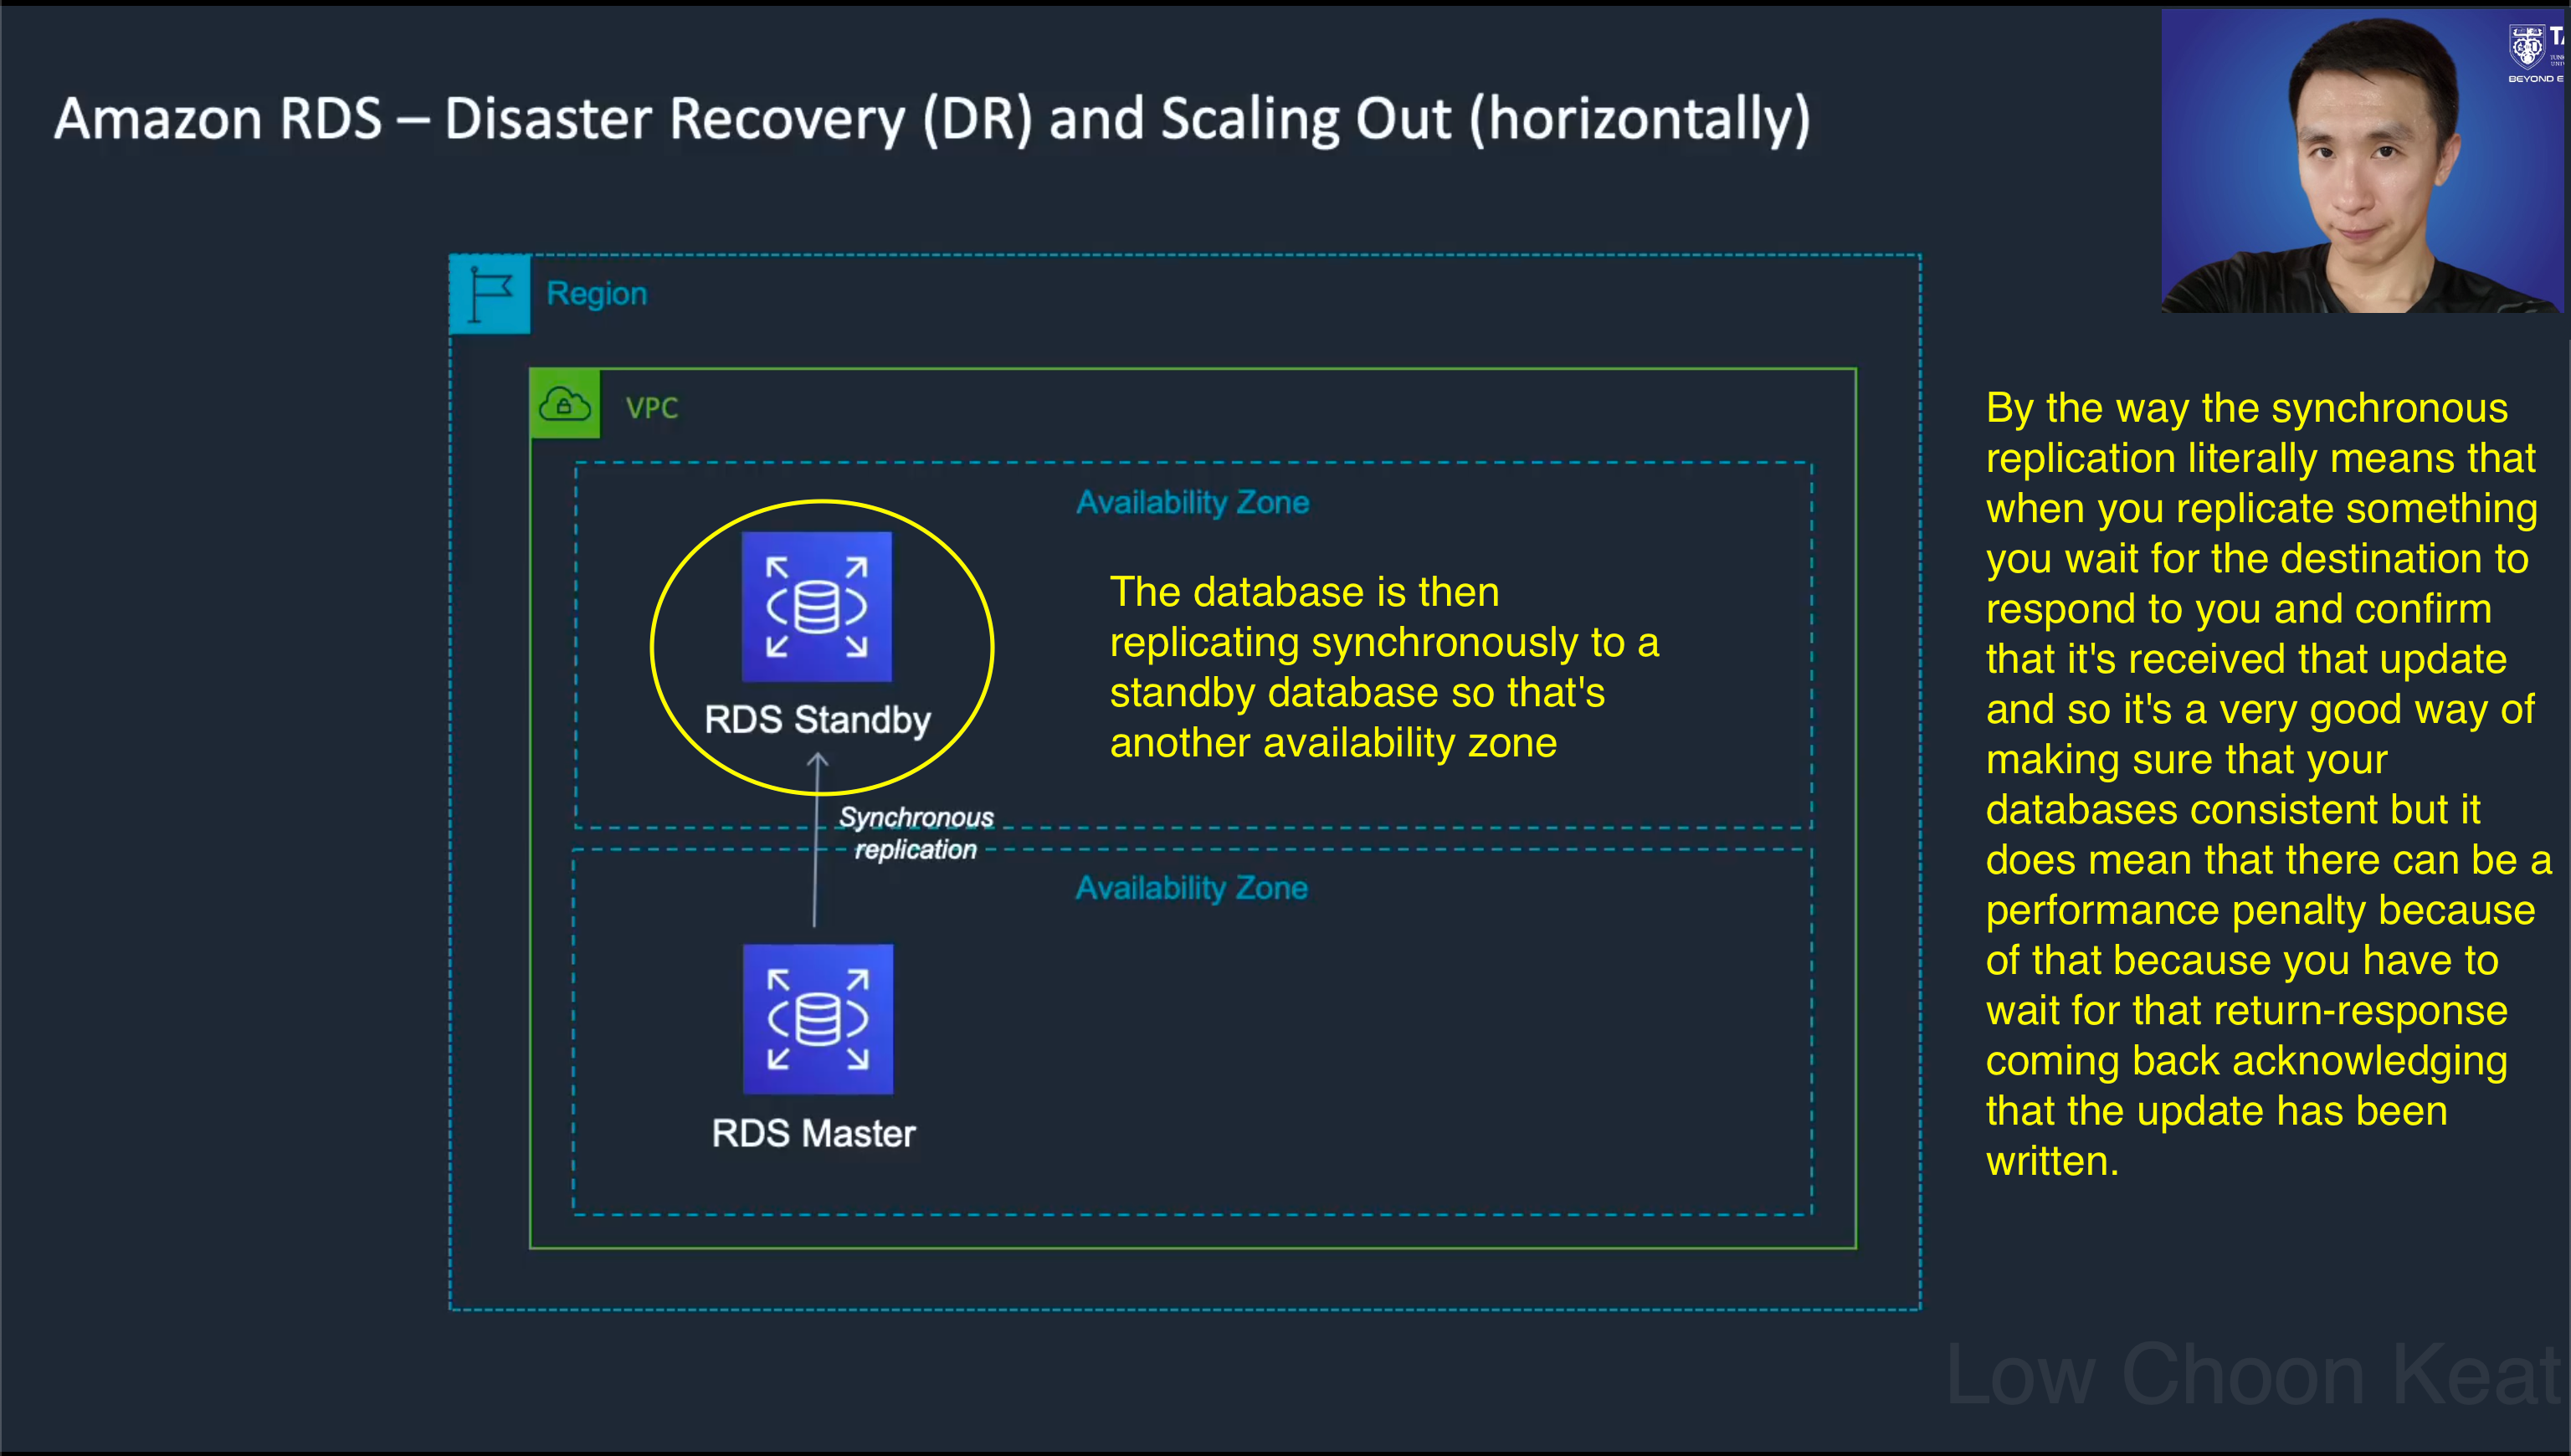 Amazon RDS – Disaster Recovery (DR) and Scaling Out (horizontally)
BEYOND E
Region
VPC
Availability Zone
The database is then
replicating synchronously to a
standby database so that's
another availability zone
RDS Standby
Synchronous
replication
Availability Zone
RDS Master
By the way the synchronous
replication literally means that
when you replicate something
you wait for the destination to
respond to you and confirm
that it's received that update
and so it's a very good way of
making sure that your
databases consistent but it
does mean that there can be a
performance penalty because
of that because you have to
wait for that return-response
coming back acknowledging
that the update has been
written.
Low Choon Keat